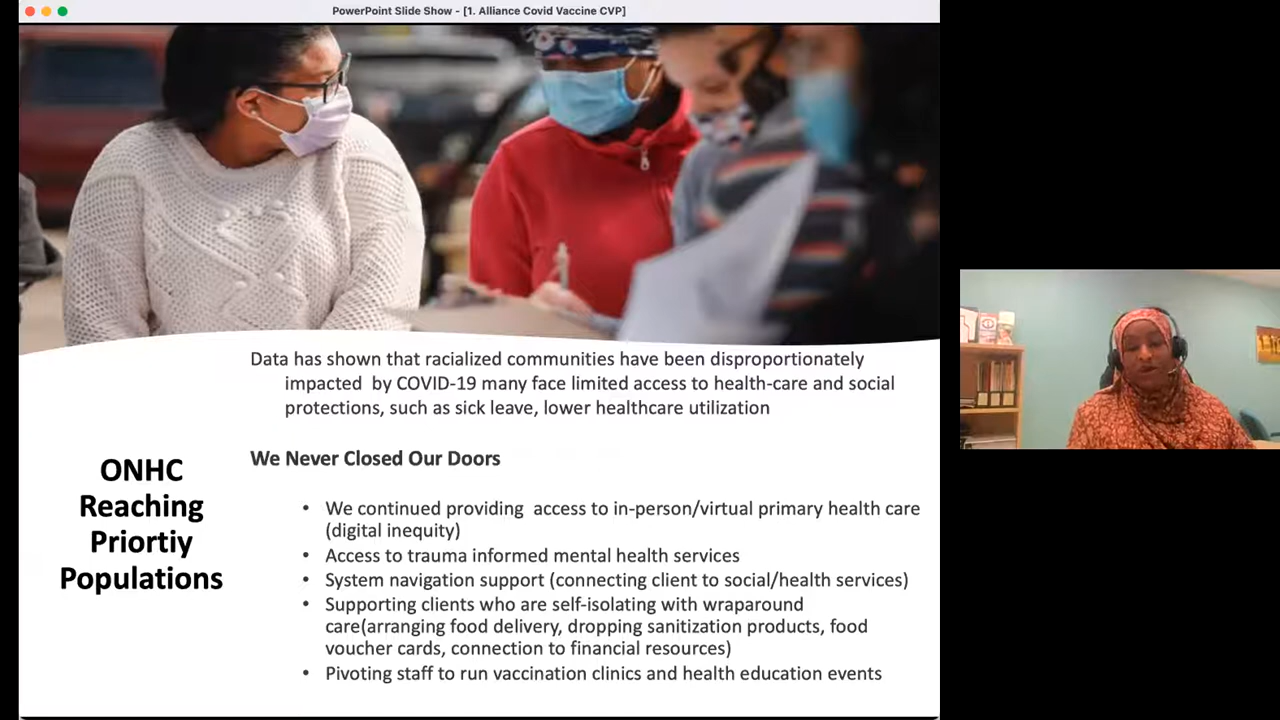 PowerPoint Slide Show - [1. Alliance Covid Vaccine CVP]
Data has shown that racialized communities have been disproportionately
impacted  by COVID-19 many face limited access to health-care and social
protections, such as sick leave, lower healthcare utilization
ONHC
Reaching
Priortiy
Populations
We Never Closed Our Doors
• We continued providing  access to in-person/virtual primary health care
(digital inequity)
• Access to trauma informed mental health services
• System navigation support (connecting client to social/health services)
• Supporting clients who are self-isolating with wraparound
care(arranging food delivery, dropping sanitization products, food
voucher cards, connection to financial resources)
• Pivoting staff to run vaccination clinics and health education events